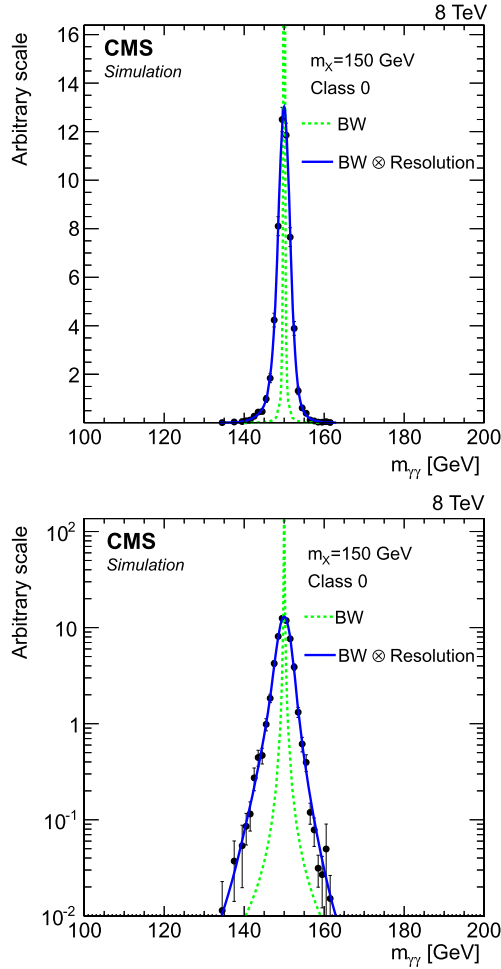 8 TeV
CMS
Simulation
m_X=150 GeV
Class 0
BW
BW ⊗ Resolution
Arbitrary scale
16
14
12
10
8
6
4
2
100 120 140 160 180 200
m_γγ [GeV]
8 TeV
CMS
Simulation
m_X=150 GeV
Class 0
BW
BW ⊗ Resolution
Arbitrary scale
10^2
10
1
10^-1
10^-2
100 120 140 160 180 200
m_γγ [GeV]